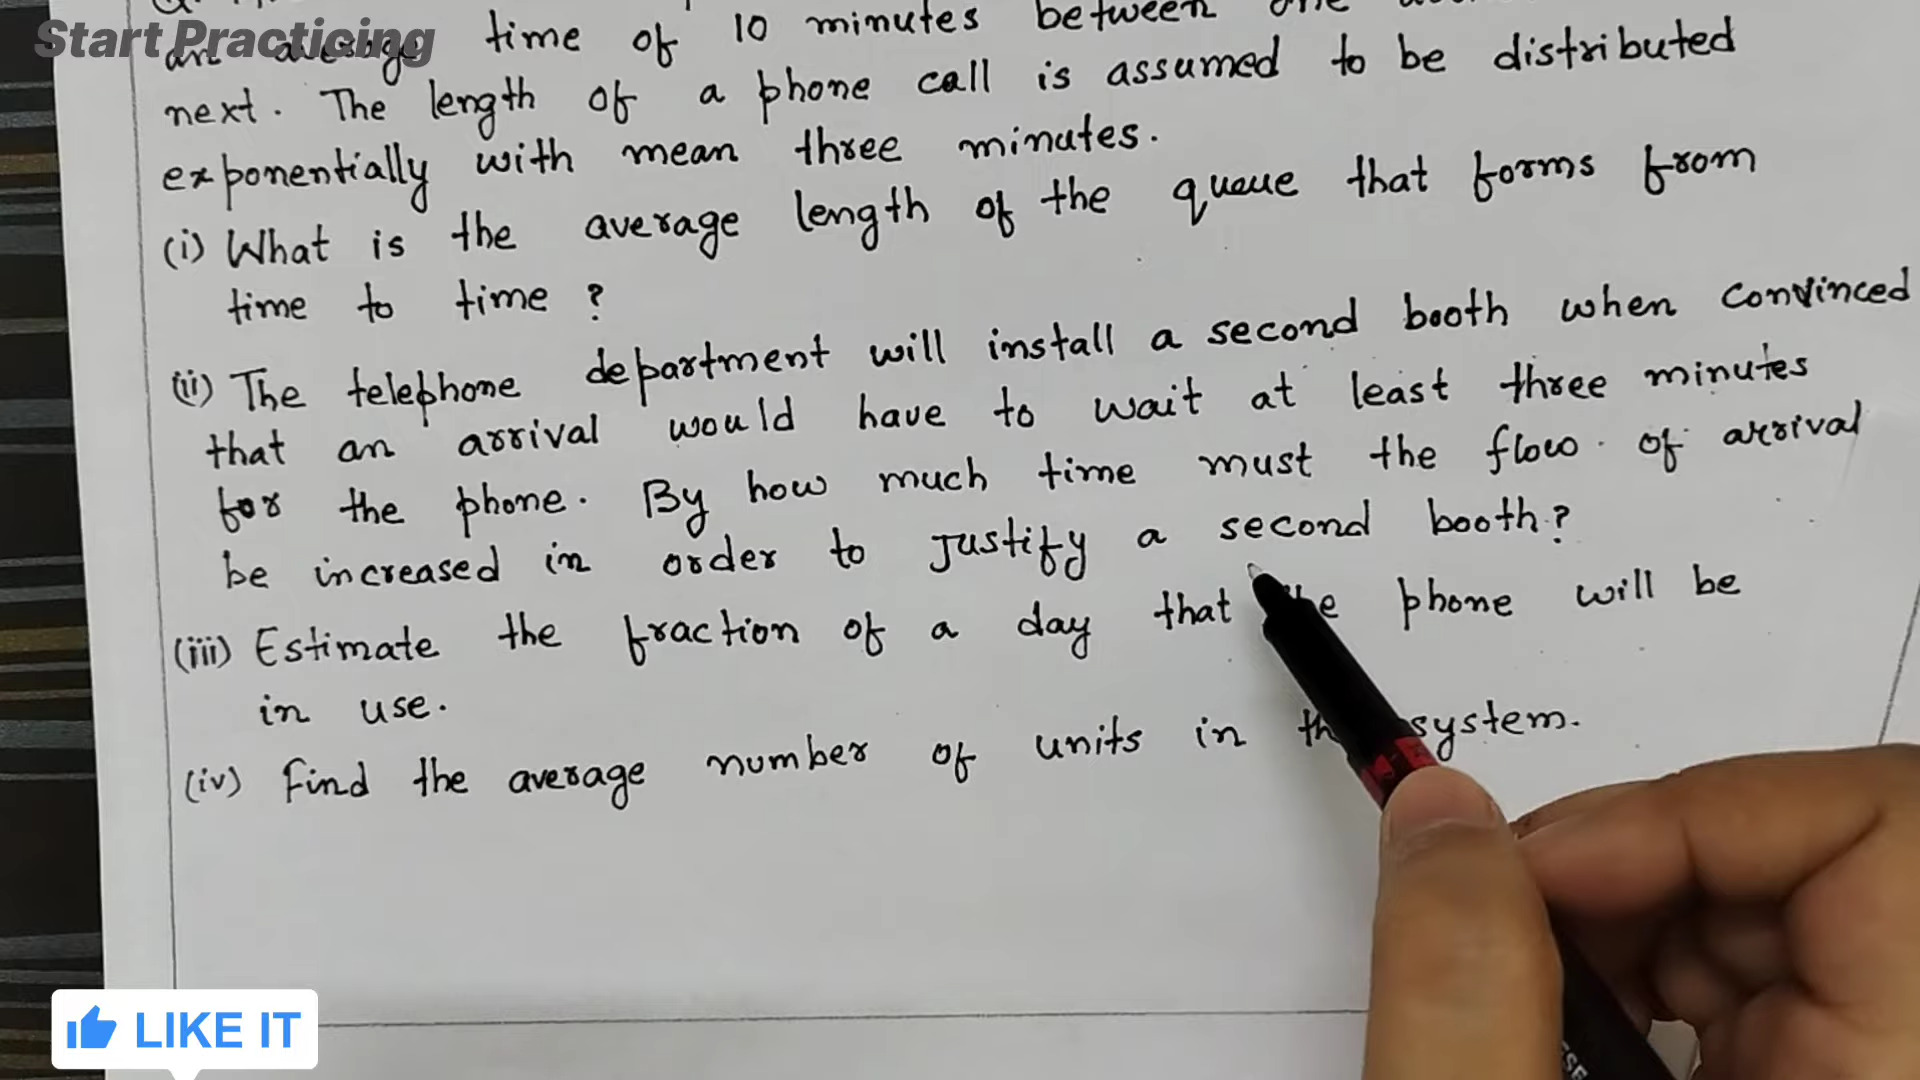 Start Practicing
an average time of 10 minutes between one
next. The length of a phone call is assumed to be distributed
exponentially with mean three minutes.
(i) What is the average length of the queue that forms from
time to time ?
(ii) The telephone department will install a second booth when convinced
that an arrival would have to wait at least three minutes
for the phone. By how much time must the flow of arrival
be increased in order to justify a second booth?
(iii) Estimate the fraction of a day that the phone will be
in use.
(iv) Find the average number of units in the system.
LIKE IT